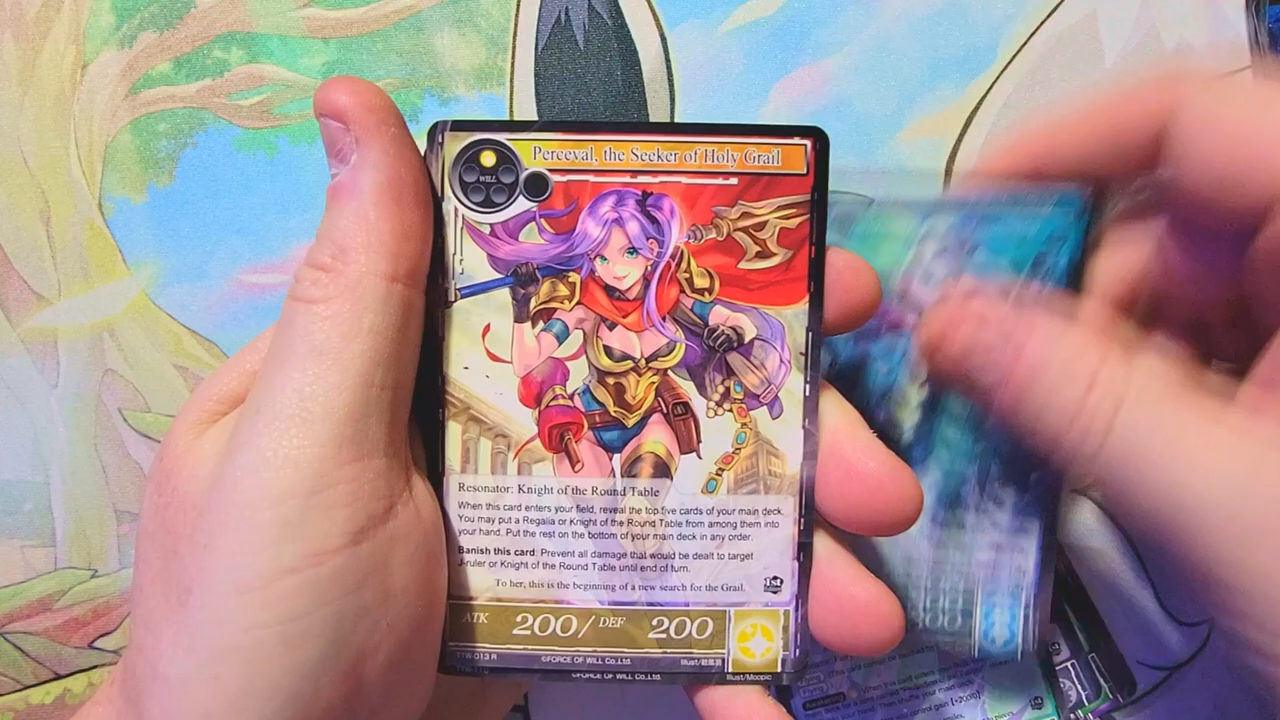 Perceval, the Seeker of Holy Grail
WILL
Resonator: Knight of the Round Table
When this card enters your field, reveal the top five cards of your main deck.
You may put a Regalia or Knight of the Round Table from among them into
your hand. Put the rest on the bottom of your main deck in any order.
Banish this card: Prevent all damage that would be dealt to target
J-ruler or Knight of the Round Table until end of turn.
To her, this is the beginning of a new search for the Grail.
1st
Edition
ATK 200 / DEF 200
TTW-013 R ©FORCE OF WILL Co.,Ltd.
©FORCE OF WILL Co.,Ltd. Illust/Moopic
Flying
Flying